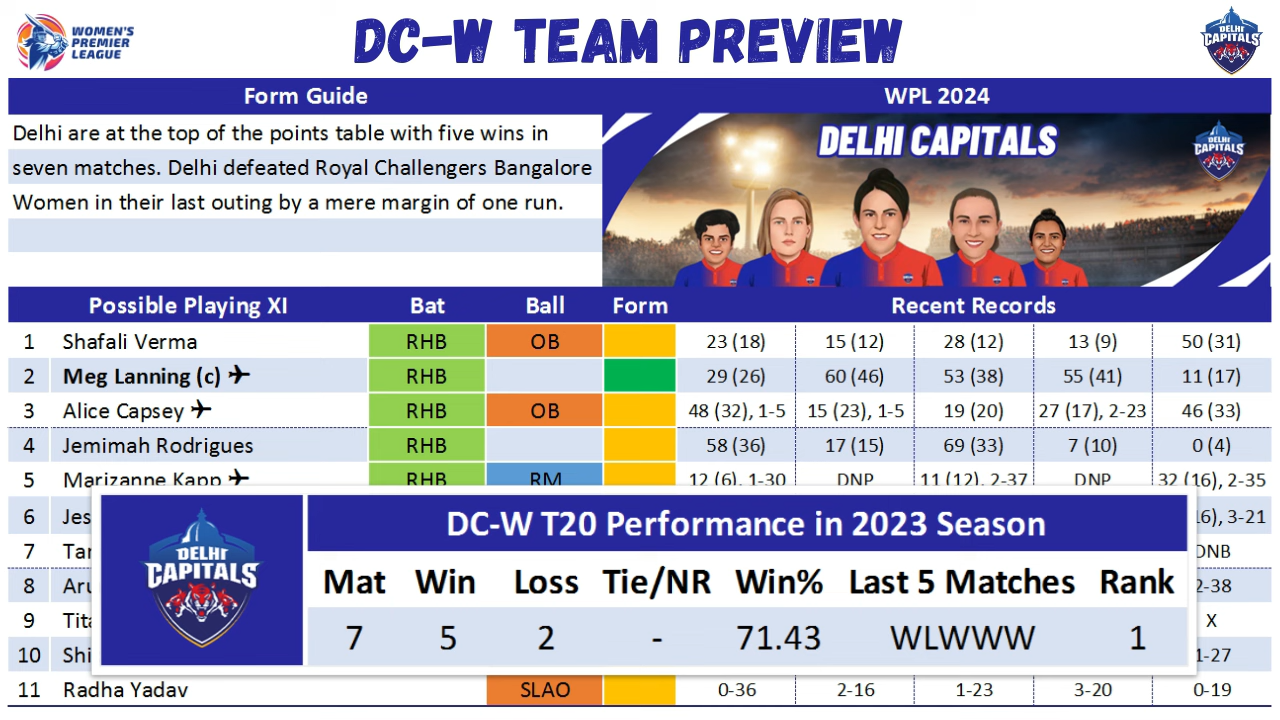 WOMEN'S
PREMIER
LEAGUE
DC-W TEAM PREVIEW
DELHI
CAPITALS
Form Guide
WPL 2024
Delhi are at the top of the points table with five wins in
seven matches. Delhi defeated Royal Challengers Bangalore
Women in their last outing by a mere margin of one run.
DELHI CAPITALS
DELHI
CAPITALS
Possible Playing XI Bat Ball Form Recent Records
1 Shafali Verma RHB OB 23 (18) 15 (12) 28 (12) 13 (9) 50 (31)
2 Meg Lanning (c) RHB 29 (26) 60 (46) 53 (38) 55 (41) 11 (17)
3 Alice Capsey RHB OB 48 (32), 1-5 15 (23), 1-5 19 (20) 27 (17), 2-23 46 (33)
4 Jemimah Rodrigues RHB 58 (36) 17 (15) 69 (33) 7 (10) 0 (4)
5 Marizanne Kapp RHB RM 12 (6), 1-30 DNP 11 (12), 2-37 DNP 32 (16), 2-35
6 Jes 16), 3-21
7 Tan DNB
8 Aru 2-38
9 Tita X
10 Shi 1-27
11 Radha Yadav SLAO 0-36 2-16 1-23 3-20 0-19
DELHI
CAPITALS
DC-W T20 Performance in 2023 Season
Mat Win Loss Tie/NR Win% Last 5 Matches Rank
7 5 2 - 71.43 WLWWW 1